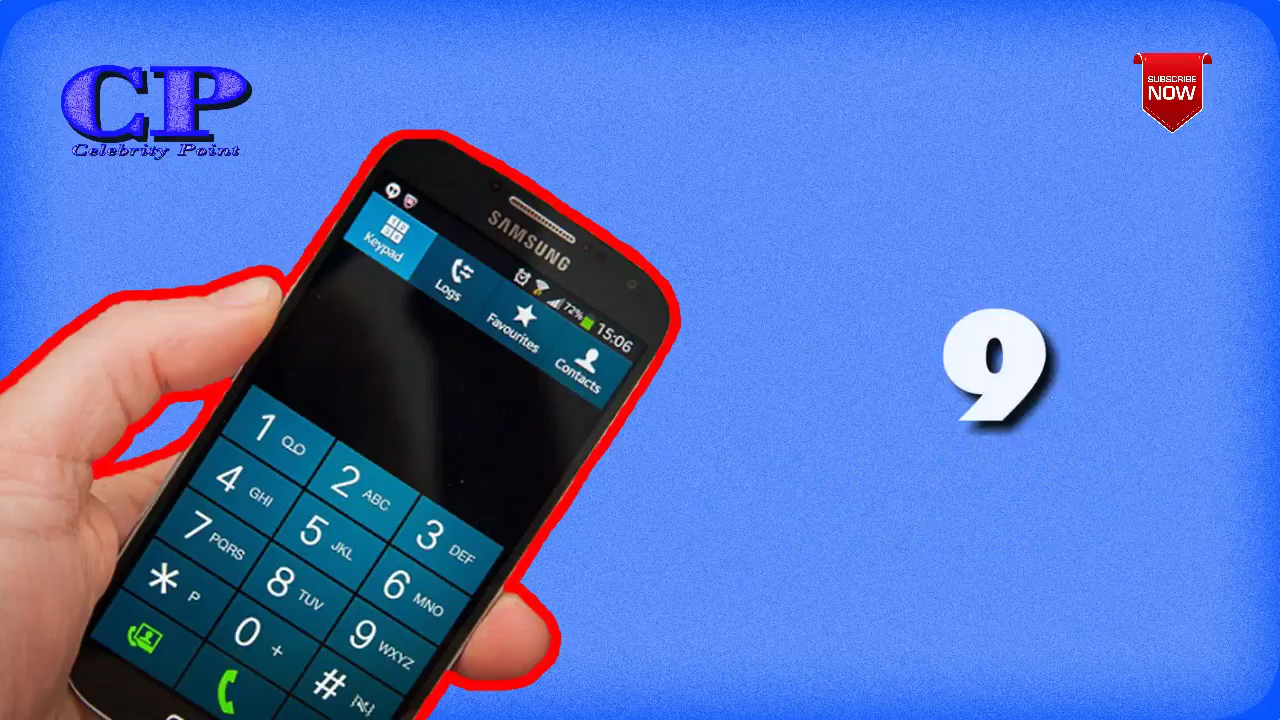 CP
Celebrity Point
SUBSCRIBE
NOW
SAMSUNG
72% 15:06
Keypad
Logs
Favourites
Contacts
1
2 ABC
3 DEF
4 GHI
5 JKL
6 MNO
7 PQRS
8 TUV
9 WXYZ
* P
0 +
#
9